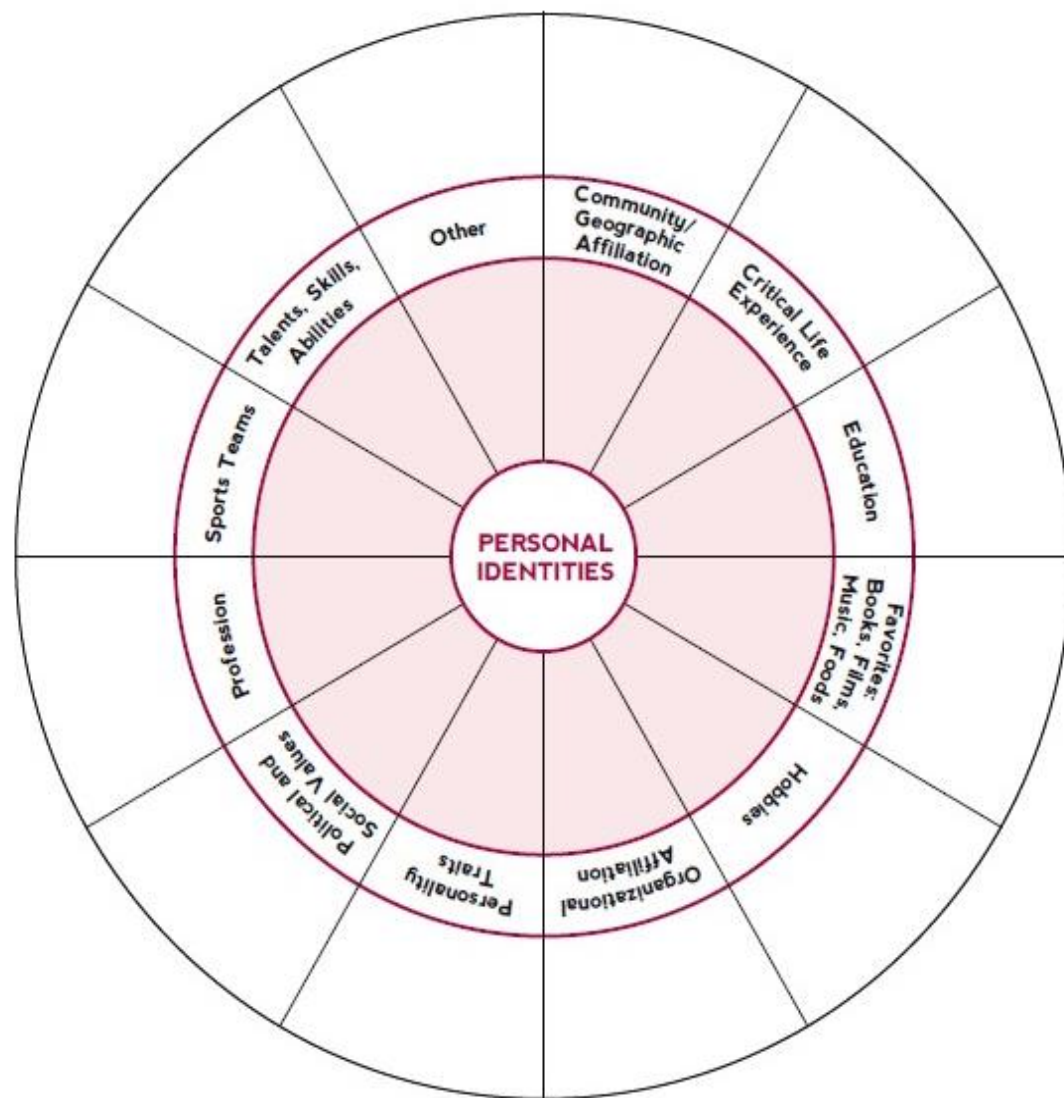 PERSONAL
IDENTITIES
Community/
Geographic
Affiliation
Critical Life
Experience
Education
Favorites:
Books, Films,
Music, Foods
Hobbies
Organizational
Affiliation
Personality
Traits
Political and
Social Values
Profession
Sports Teams
Talents, Skills,
Abilities
Other